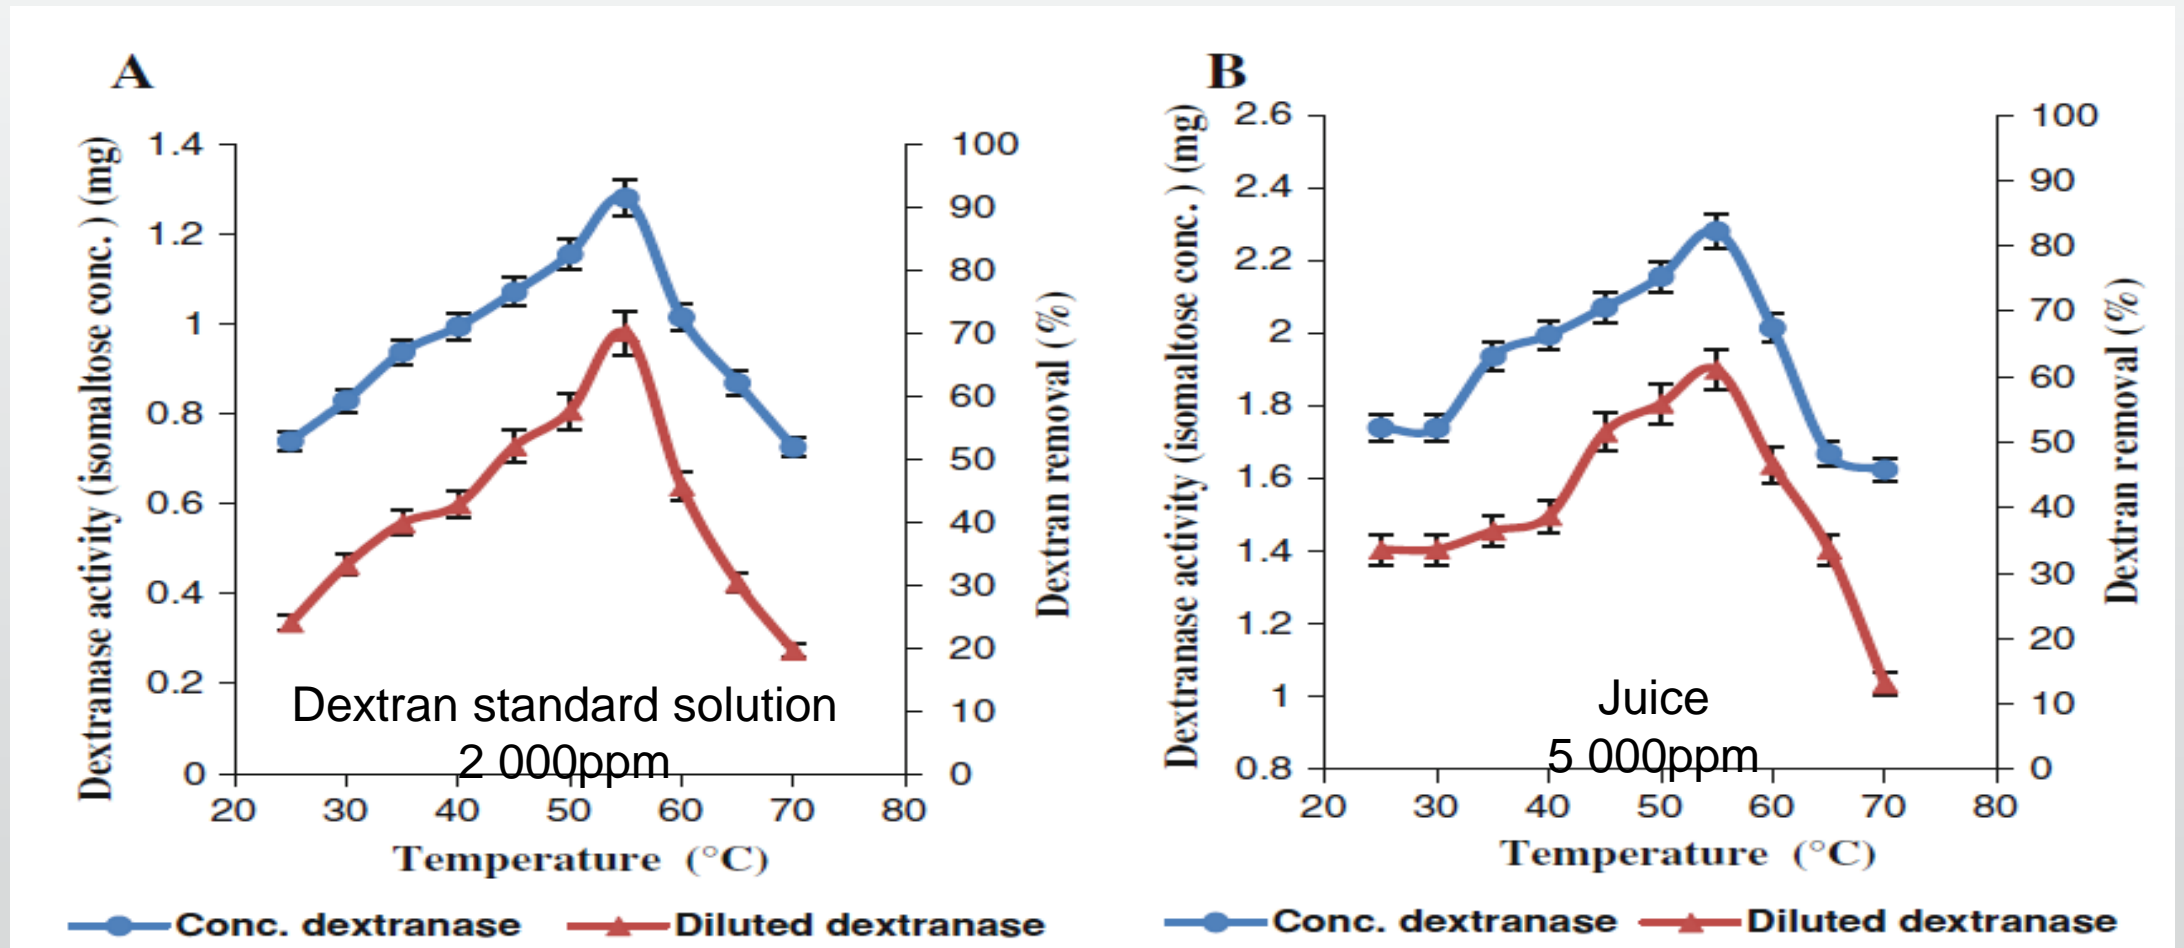 A
Dextranase activity (isomaltose conc. ) (mg)
1.4
1.2
1
0.8
0.6
0.4
0.2
0
100
90
80
70
60
50
40
30
20
10
0
Dextran removal (%)
Dextran standard solution
2 000ppm
20 30 40 50 60 70 80
Temperature (°C)
Conc. dextranase Diluted dextranase
B
Dextranase activity (isomaltose conc. ) (mg)
2.6
2.4
2.2
2
1.8
1.6
1.4
1.2
1
0.8
100
90
80
70
60
50
40
30
20
10
0
Dextran removal (%)
Juice
5 000ppm
20 30 40 50 60 70 80
Temperature (°C)
Conc. dextranase Diluted dextranase